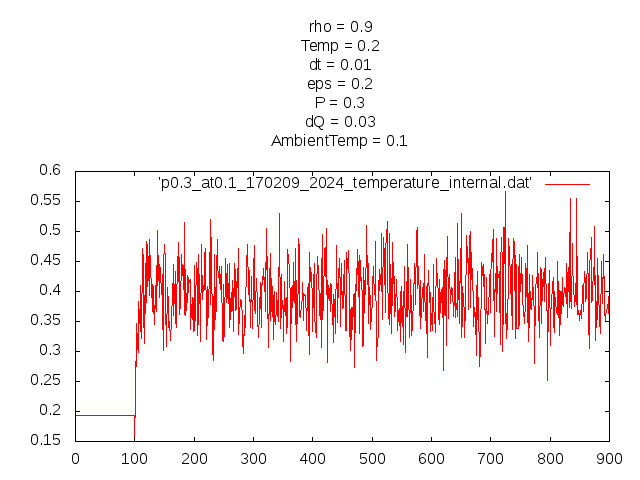 rho = 0.9
Temp = 0.2
dt = 0.01
eps = 0.2
P = 0.3
dQ = 0.03
AmbientTemp = 0.1
0.6
'p0.3_at0.1_170209_2024_temperature_internal.dat'
0.55
0.5
0.45
0.4
0.35
0.3
0.25
0.2
0.15
0 100 200 300 400 500 600 700 800 900